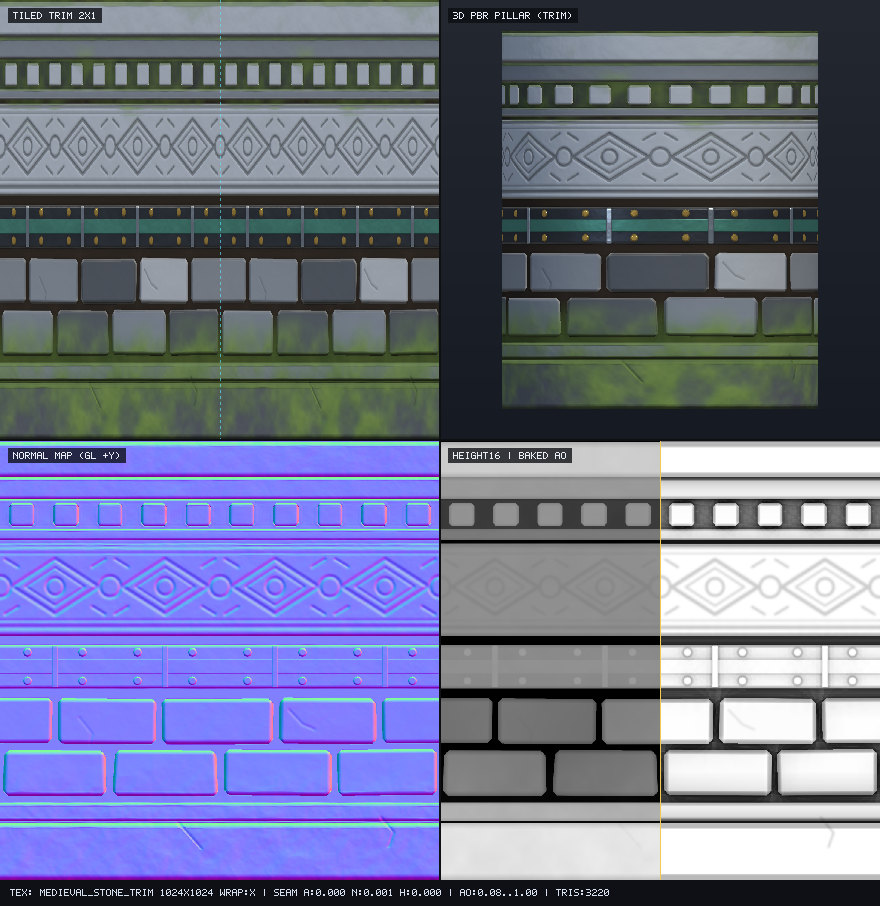 TILED TRIM 2X1
3D PBR PILLAR (TRIM)
NORMAL MAP (GL +Y)
HEIGHT16 | BAKED AO
TEX: MEDIEVAL_STONE_TRIM 1024X1024 WRAP:X | SEAM A:0.000 N:0.001 H:0.000 | AO:0.08..1.00 | TRIS:3220